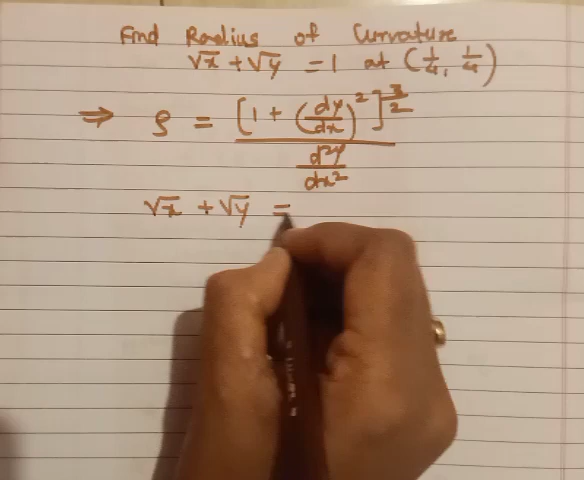 Find Radius of Curvature
√x + √y = 1 at (1/4, 1/4)
⇒ ρ = [1 + (dy/dx)²]^3/2 / d²y/dx²
√x + √y =